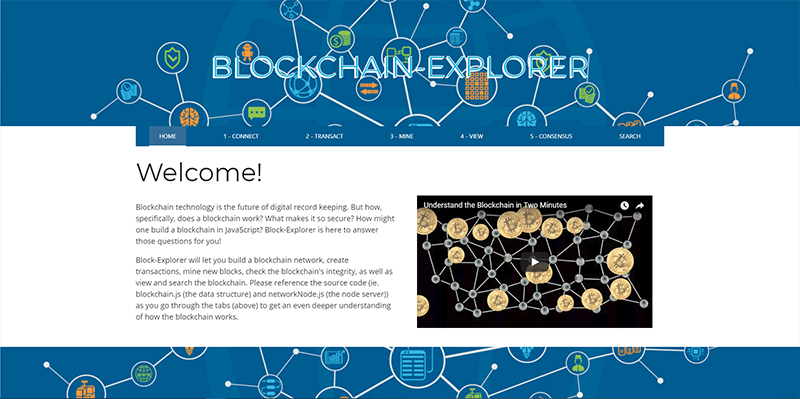 BLOCKCHAIN-EXPLORER
HOME 1 - CONNECT 2 - TRANSACT 3 - MINE 4 - VIEW 5 - CONSENSUS SEARCH
Welcome!
Blockchain technology is the future of digital record keeping. But how,
specifically, does a blockchain work? What makes it so secure? How might
one build a blockchain in JavaScript? Block-Explorer is here to answer
those questions for you!
Block-Explorer will let you build a blockchain network, create
transactions, mine new blocks, check the blockchain's integrity, as well as
view and search the blockchain. Please reference the source code (ie.
blockchain.js (the data structure) and networkNode.js (the node server))
as you go through the tabs (above) to get an even deeper understanding
of how the blockchain works.
Understand the Blockchain in Two Minutes
WWW